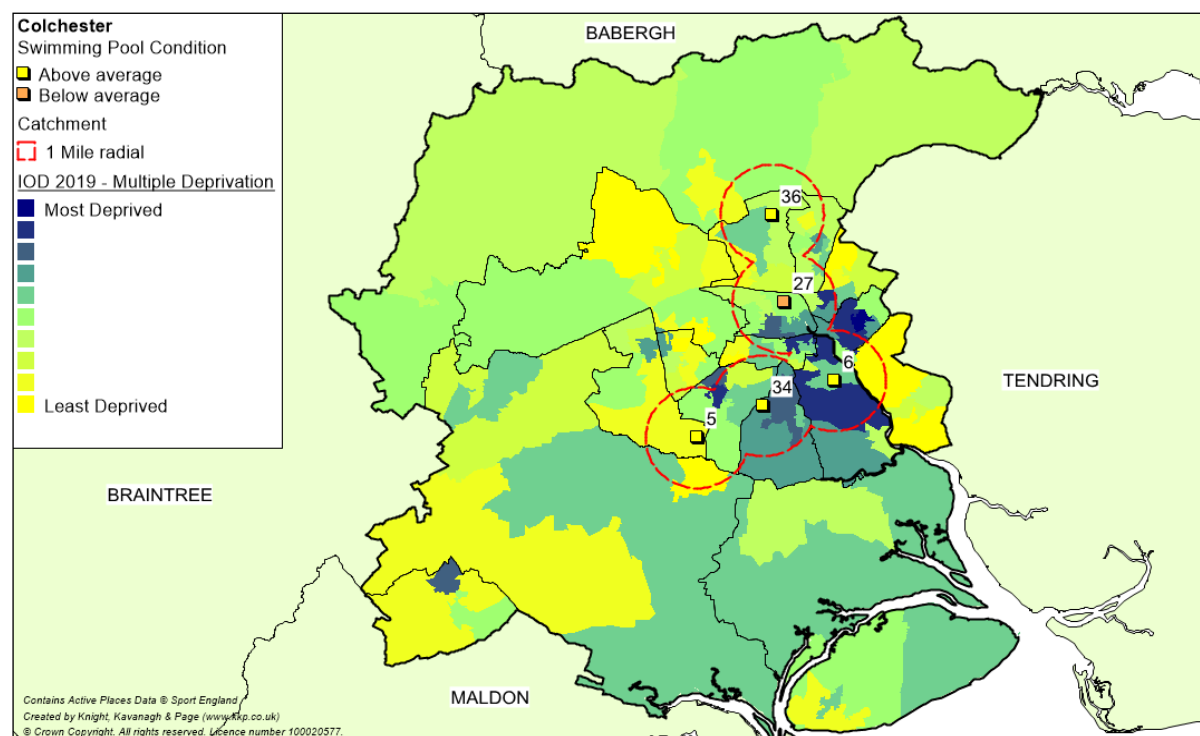 Colchester
Swimming Pool Condition
Above average
Below average
Catchment
1 Mile radial
IOD 2019 - Multiple Deprivation
Most Deprived
Least Deprived
BABERGH
36
27
6
TENDRING
34
5
BRAINTREE
MALDON
Contains Active Places Data © Sport England
Created by Knight, Kavanagh & Page (www.kkp.co.uk)
© Crown Copyright. All rights reserved. Licence number 100020577.